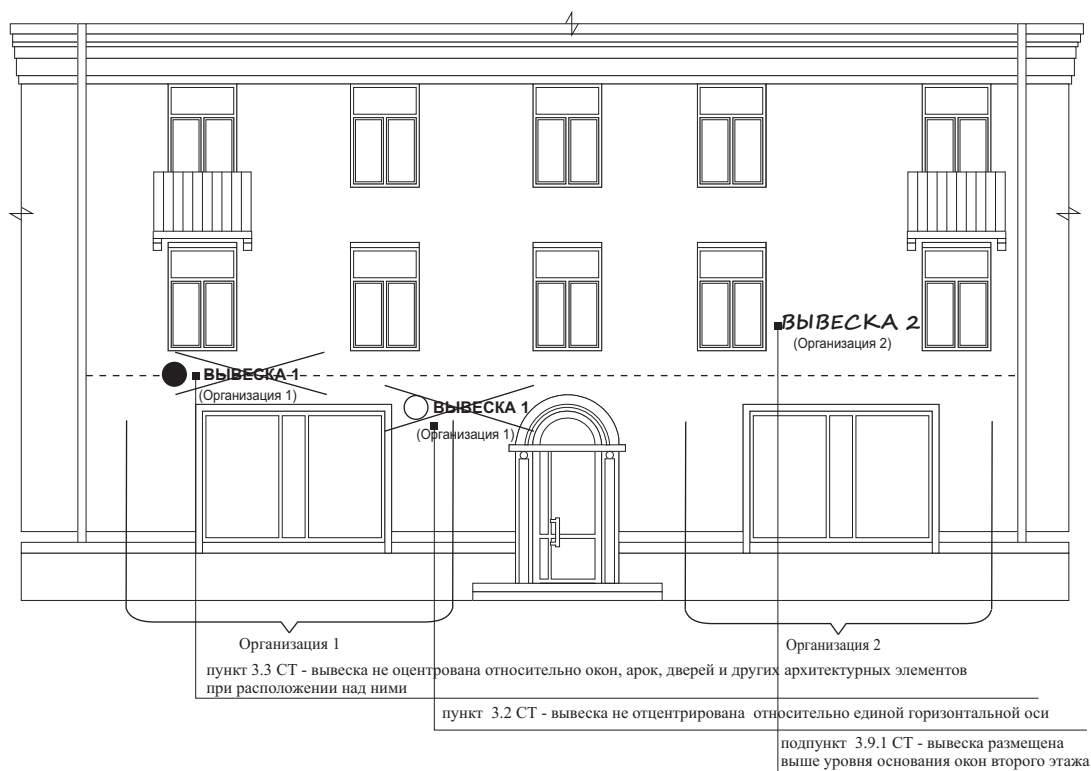 ВЫВЕСКА 2
(Организация 2)
ВЫВЕСКА 1
(Организация 1)
ВЫВЕСКА 1
(Организация 1)
Организация 1
Организация 2
пункт 3.3 СТ - вывеска не оцентрована относительно окон, арок, дверей и других архитектурных элементов
при расположении над ними
пункт 3.2 СТ - вывеска не отцентрирована относительно единой горизонтальной оси
подпункт 3.9.1 СТ - вывеска размещена
выше уровня основания окон второго этажа